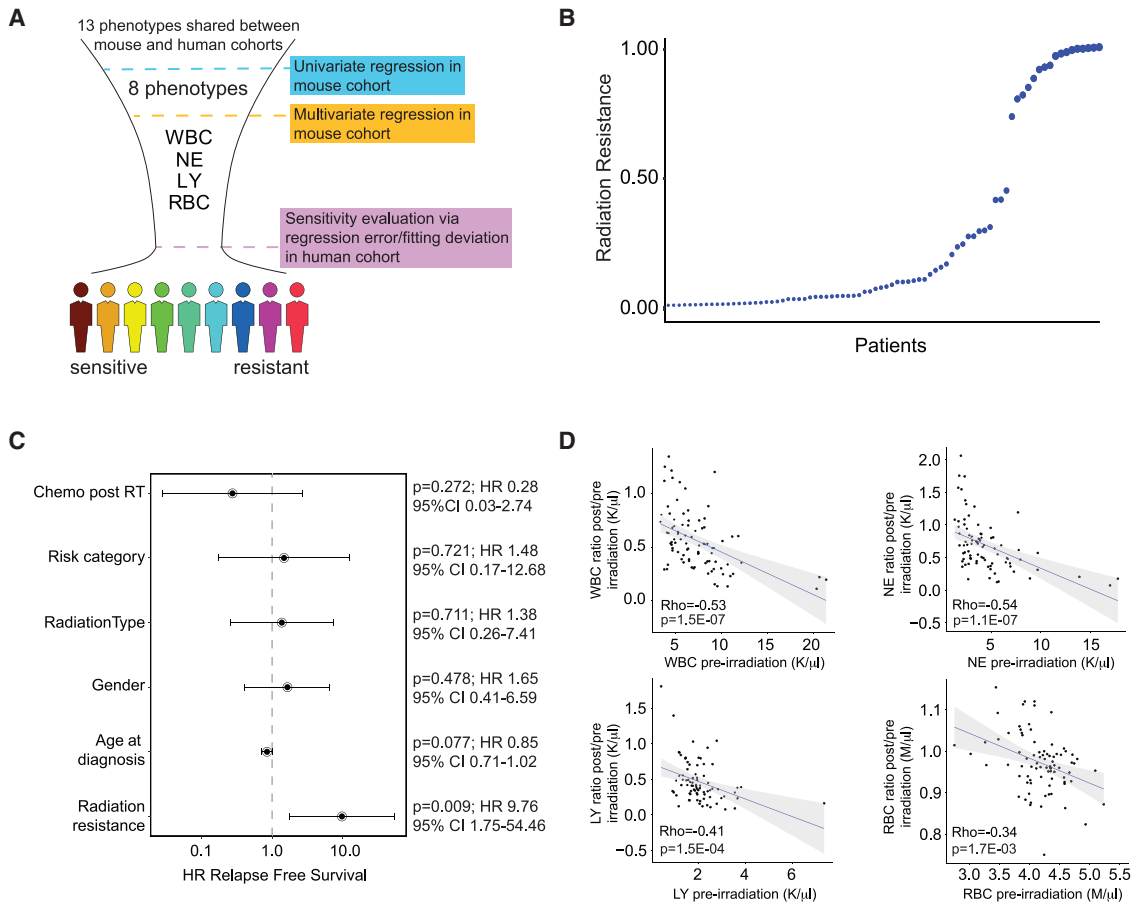 A
13 phenotypes shared between
mouse and human cohorts
Univariate regression in
mouse cohort
8 phenotypes
Multivariate regression in
mouse cohort
WBC
NE
LY
RBC
Sensitivity evaluation via
regression error/fitting deviation
in human cohort
sensitive
resistant
B
Radiation Resistance
1.00
0.50
0.00
Patients
C
Chemo post RT
p=0.272; HR 0.28
95%CI 0.03-2.74
Risk category
p=0.721; HR 1.48
95% CI 0.17-12.68
RadiationType
p=0.711; HR 1.38
95% CI 0.26-7.41
Gender
p=0.478; HR 1.65
95% CI 0.41-6.59
Age at
diagnosis
p=0.077; HR 0.85
95% CI 0.71-1.02
Radiation
resistance
p=0.009; HR 9.76
95% CI 1.75-54.46
0.1 1.0 10.0
HR Relapse Free Survival
D
WBC ratio post/pre
irradiation (K/µl)
1.0
0.5
0.0
Rho=-0.53
p=1.5E-07
5 10 15 20
WBC pre-irradiation (K/µl)
NE ratio post/pre
irradiation (K/µl)
2.0
1.5
1.0
0.5
0.0
−0.5
Rho=-0.54
p=1.1E-07
5 10 15
NE pre-irradiation (K/µl)
LY ratio post/pre
irradiation (K/µl)
1.5
1.0
0.5
0.0
−0.5
Rho=-0.41
p=1.5E-04
2 4 6
LY pre-irradiation (K/µl)
RBC ratio post/pre
irradiation (M/µl)
1.1
1.0
0.9
0.8
Rho=-0.34
p=1.7E-03
3.0 3.5 4.0 4.5 5.0 5.5
RBC pre-irradiation (M/µl)